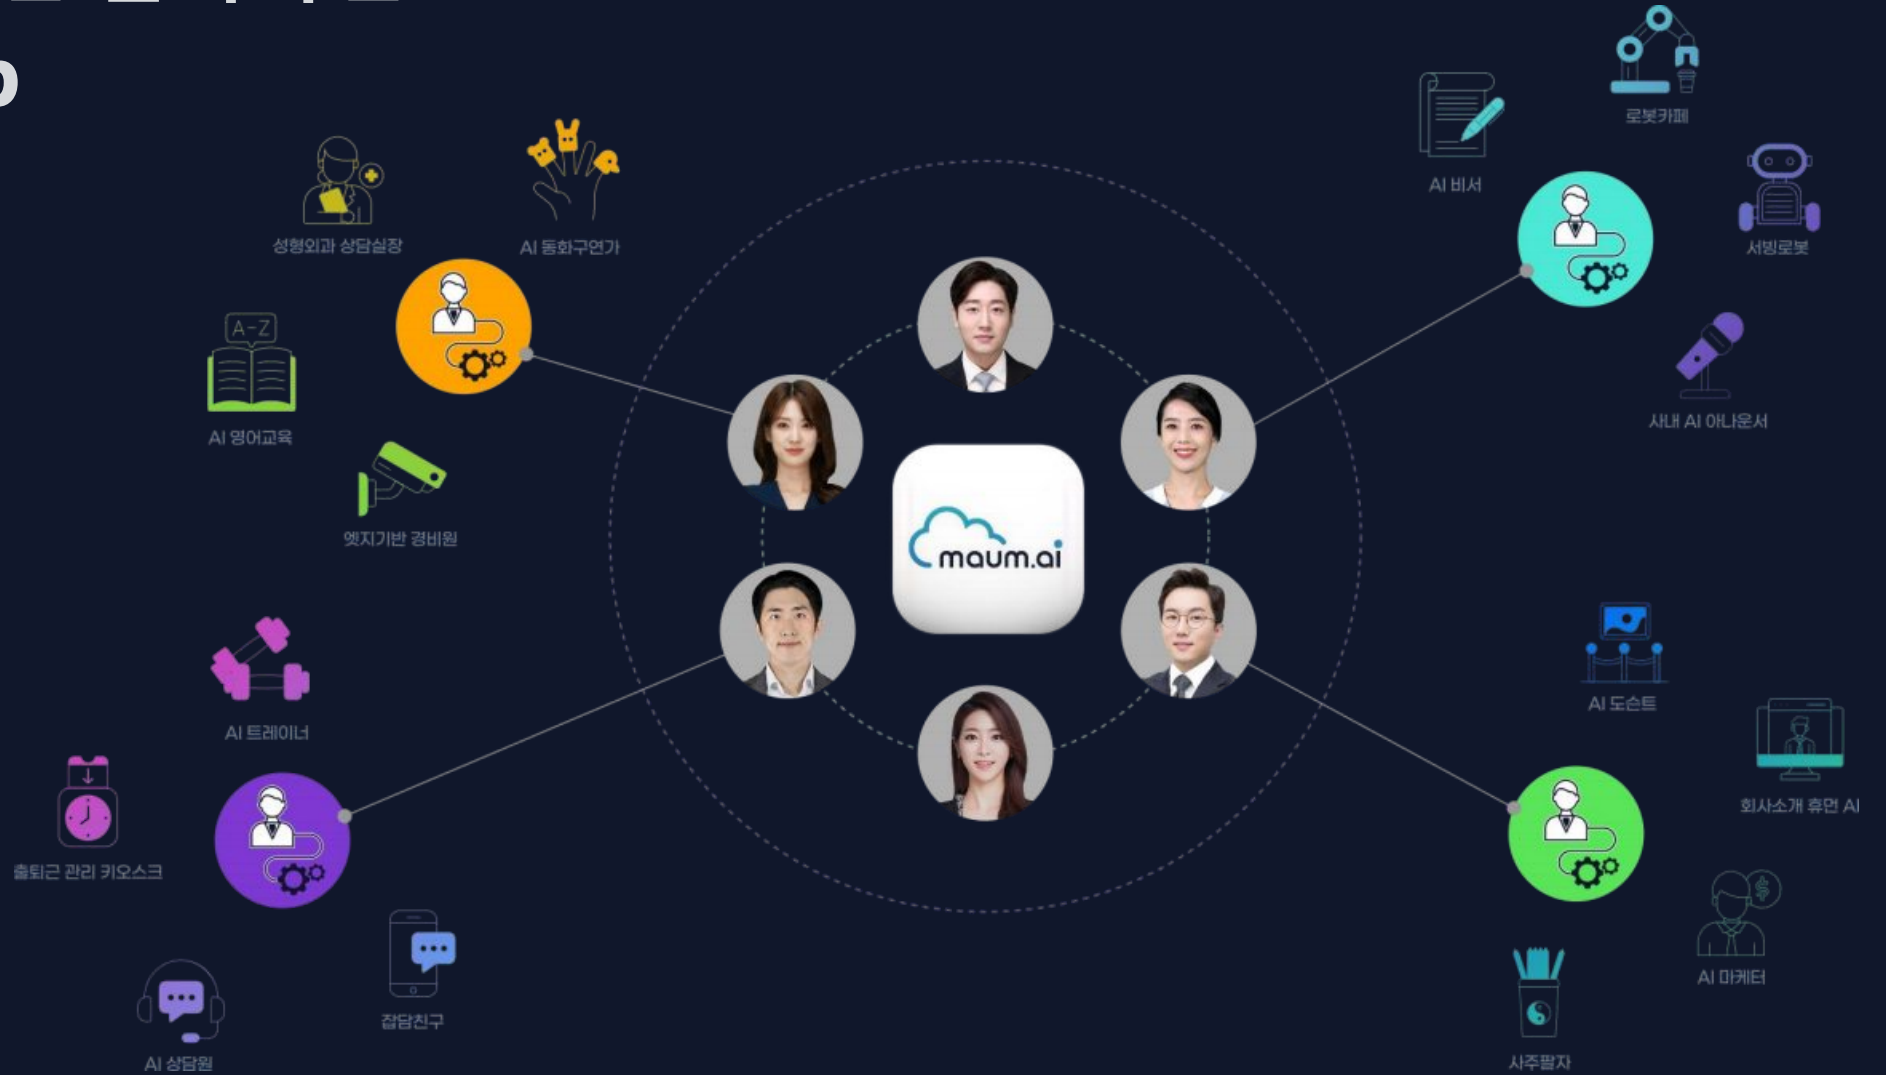 로봇카페
AI 비서
성형외과 상담실장
AI 동화구연가
서빙로봇
A-Z
AI 영어교육
사내 AI 아나운서
엣지기반 경비원
maum.ai
AI 도슨트
AI 트레이너
회사소개 휴먼 AI
출퇴근 관리 키오스크
AI 마케터
잡담친구
AI 상담원
사주팔자